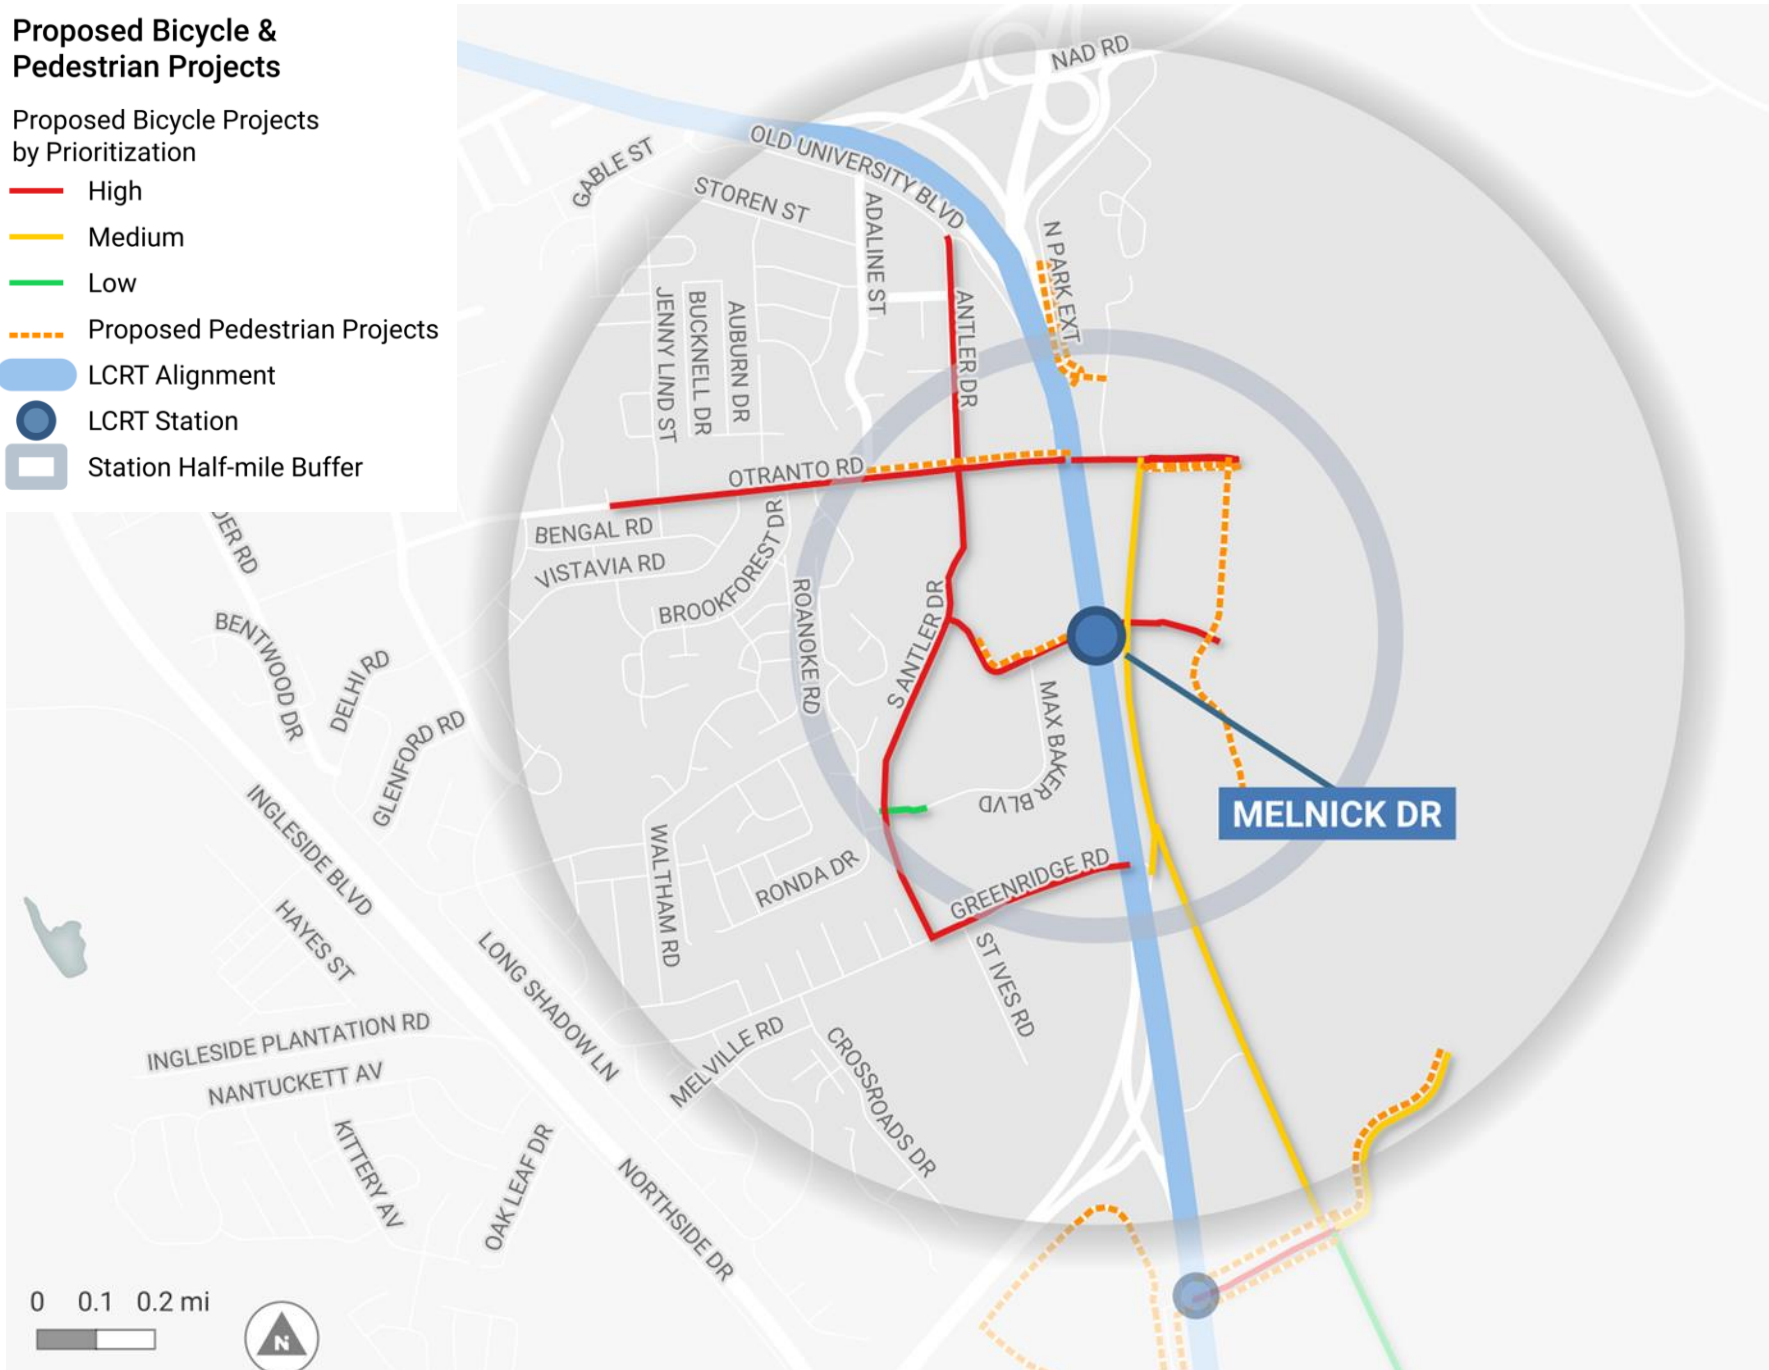 Proposed Bicycle &
Pedestrian Projects
Proposed Bicycle Projects
by Prioritization
High
Medium
Low
Proposed Pedestrian Projects
LCRT Alignment
LCRT Station
Station Half-mile Buffer
NAD RD
OLD UNIVERSITY BLVD
GABLE ST
STOREN ST
ADALINE ST
N PARK EXT
JENNY LIND ST
BUCKNELL DR
AUBURN DR
ANTLER DR
OTRANTO RD
BENGAL RD
VISTAVIA RD
BROOKFOREST DR
ROANOKE RD
S ANTLER DR
DER RD
BENTWOOD DR
DELHI RD
GLENFORD RD
MAX BAKER BLVD
MELNICK DR
INGLESIDE BLVD
WALTHAM RD
RONDA DR
GREENRIDGE RD
HAYES ST
LONG SHADOW LN
ST IVES RD
INGLESIDE PLANTATION RD
NANTUCKETT AV
MELVILLE RD
CROSSROADS DR
KITTERY AV
OAK LEAF DR
NORTHSIDE DR
0 0.1 0.2 mi
N